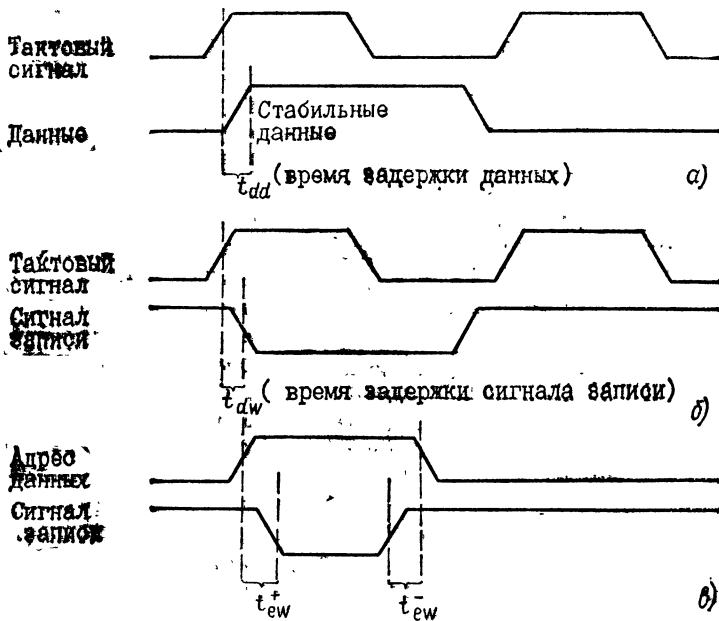 Тактовый
сигнал
Данные
Стабильные
данные
t_dd (время задержки данных)
а)
Тактовый
сигнал
Сигнал
записи
t_dw (время задержки сигнала записи)
б)
Адрес
данных
Сигнал
записи
t⁺_ew
t⁻_ew
в)